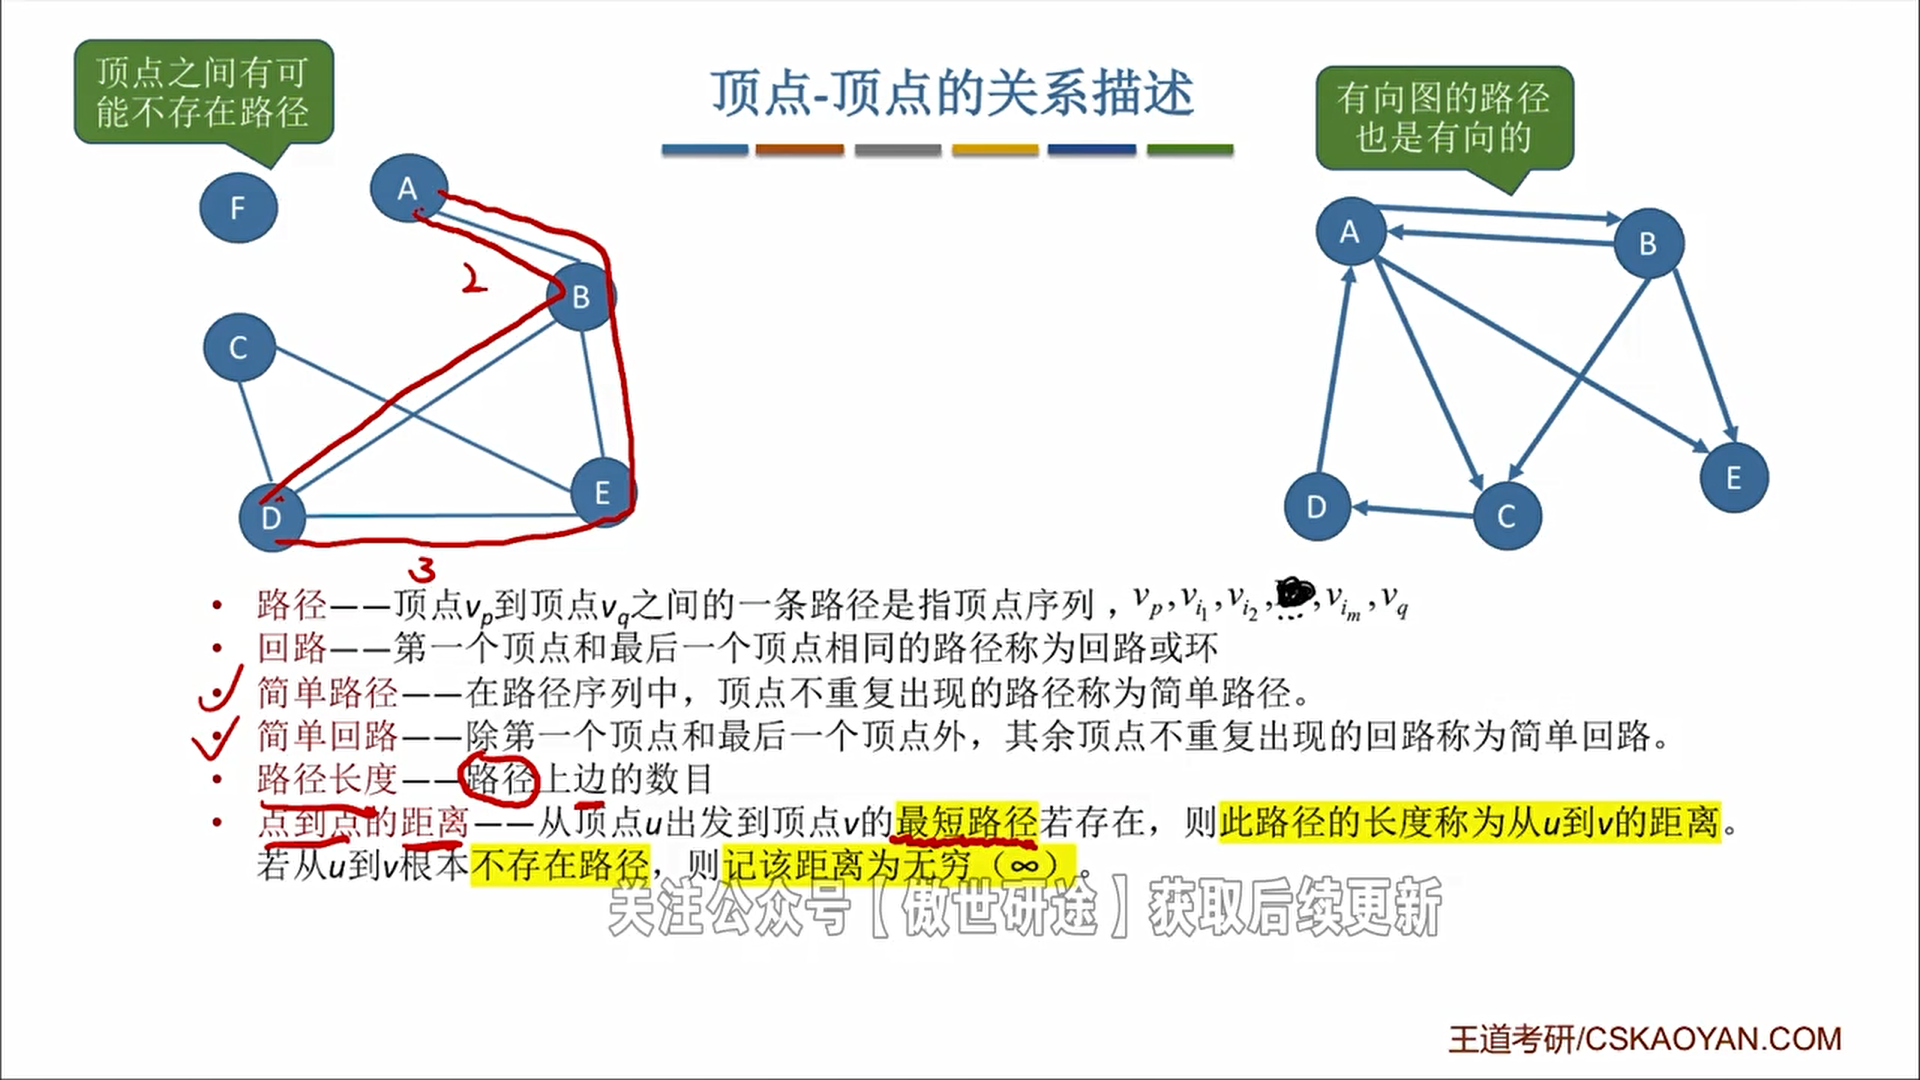 顶点之间有可
能不存在路径
顶点-顶点的关系描述
有向图的路径
也是有向的
F
A
B
C
D
E
2
3
A
B
C
D
E
• 路径——顶点vp到顶点vq之间的一条路径是指顶点序列，vp,vi1,vi2,...,vim,vq
• 回路——第一个顶点和最后一个顶点相同的路径称为回路或环
• 简单路径——在路径序列中，顶点不重复出现的路径称为简单路径。
• 简单回路——除第一个顶点和最后一个顶点外，其余顶点不重复出现的回路称为简单回路。
• 路径长度——路径上边的数目
• 点到点的距离——从顶点u出发到顶点v的最短路径若存在，则此路径的长度称为从u到v的距离。
若从u到v根本不存在路径，则记该距离为无穷（∞）。
关注公众号【傲世研途】获取后续更新
王道考研/CSKAOYAN.COM